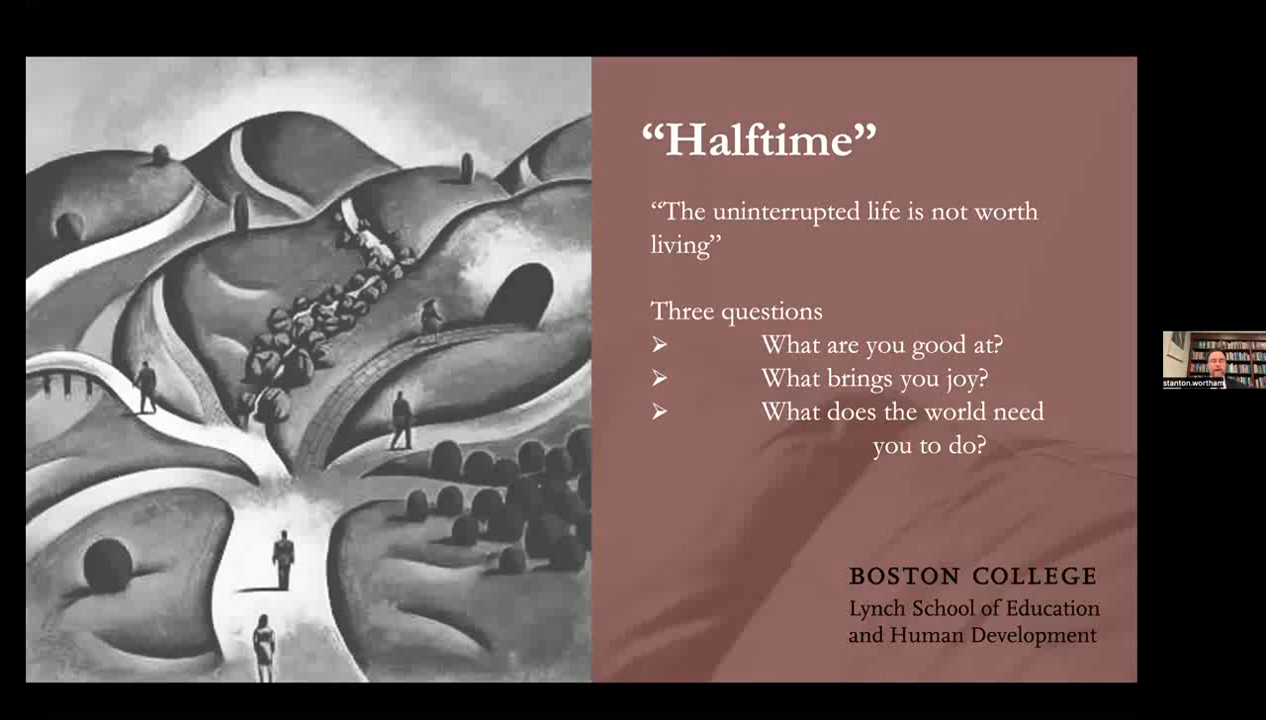 “Halftime”
“The uninterrupted life is not worth
living”
Three questions
➢ What are you good at?
➢ What brings you joy?
➢ What does the world need
you to do?
BOSTON COLLEGE
Lynch School of Education
and Human Development
stanton.wortham